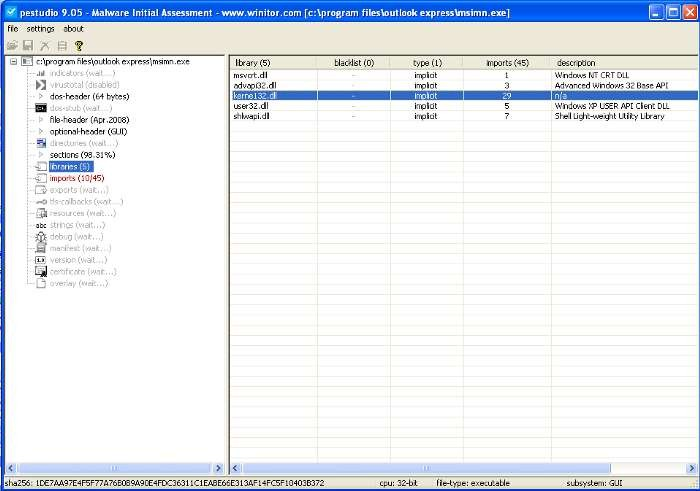 pestudio 9.05 - Malware Initial Assessment - www.winitor.com [c:\program files\outlook express\msimn.exe]
file settings about
c:\program files\outlook express\msimn.exe
indicators (wait...)
virustotal (disabled)
dos-header (64 bytes)
dos-stub (wait...)
file-header (Apr.2008)
optional-header (GUI)
directories (wait...)
sections (98.31%)
libraries (5)
imports (10/45)
exports (wait...)
tls-callbacks (wait...)
resources (wait...)
abc strings (wait...)
debug (wait...)
manifest (wait...)
1.0 version (wait...)
certificate (wait...)
overlay (wait...)
library (5) blacklist (0) type (1) imports (45) description
msvcrt.dll - implicit 1 Windows NT CRT DLL
advapi32.dll - implicit 3 Advanced Windows 32 Base API
kerne132.dll - implicit 29 n/a
user32.dll - implicit 5 Windows XP USER API Client DLL
shlwapi.dll - implicit 7 Shell Light-weight Utility Library
cpu: 32-bit file-type: executable subsystem: GUI